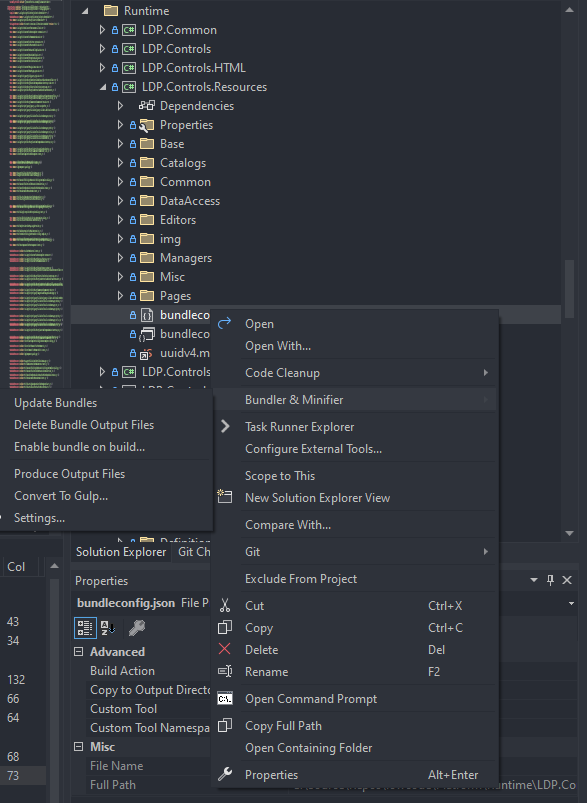 Runtime
LDP.Common
LDP.Controls
LDP.Controls.HTML
LDP.Controls.Resources
Dependencies
Properties
Base
Catalogs
Common
DataAccess
Editors
img
Managers
Misc
Pages
bundleco
bundleco
uuidv4.m
LDP.Controls
LDP.Control
Open
Open With...
Code Cleanup
Bundler & Minifier
Task Runner Explorer
Configure External Tools...
Scope to This
New Solution Explorer View
Compare With...
Git
Exclude From Project
Cut Ctrl+X
Copy Ctrl+C
Delete Del
Rename F2
Open Command Prompt
Copy Full Path
Open Containing Folder
Properties Alt+Enter
Update Bundles
Delete Bundle Output Files
Enable bundle on build...
Produce Output Files
Convert To Gulp...
Settings...
Solution Explorer Git Ch
Col
43
34
132
66
64
68
73
Properties
bundleconfig.json File P
Advanced
Build Action
Copy to Output Directo
Custom Tool
Custom Tool Namespa
Misc
File Name
Full Path
untime\LDP.Co